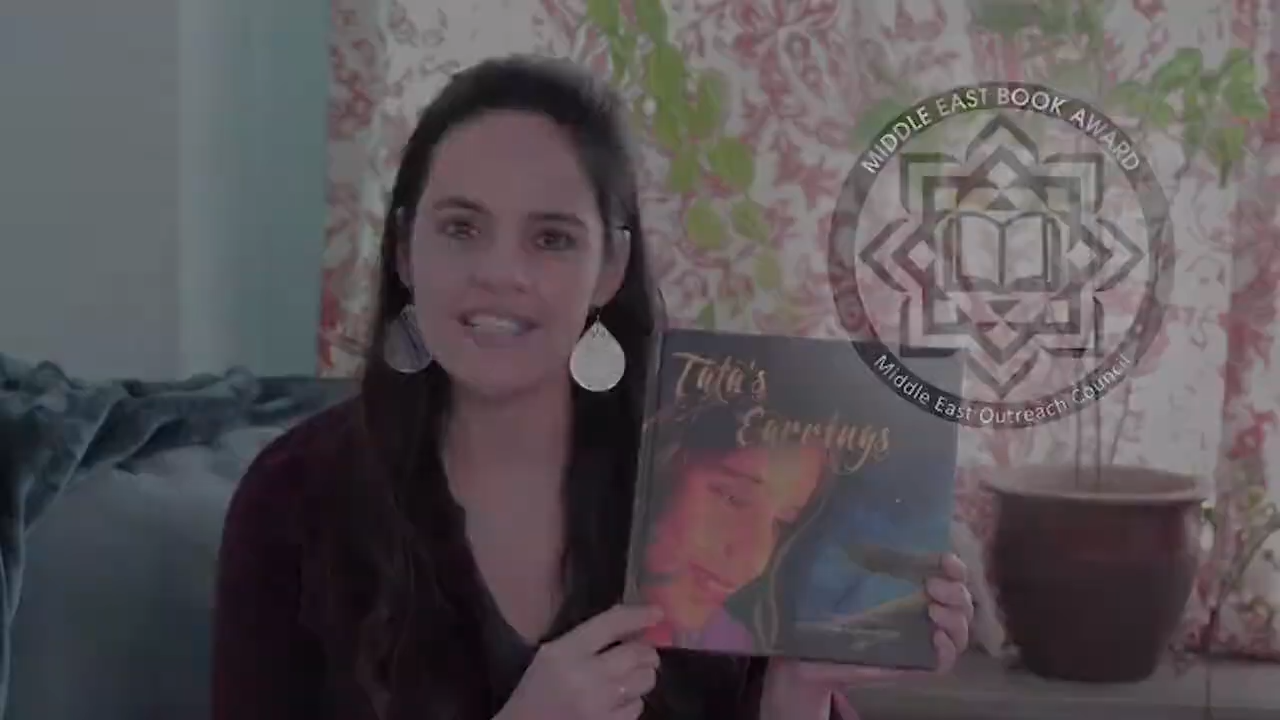 MIDDLE EAST BOOK AWARD
Tata's
Earrings
Middle East Outreach Council